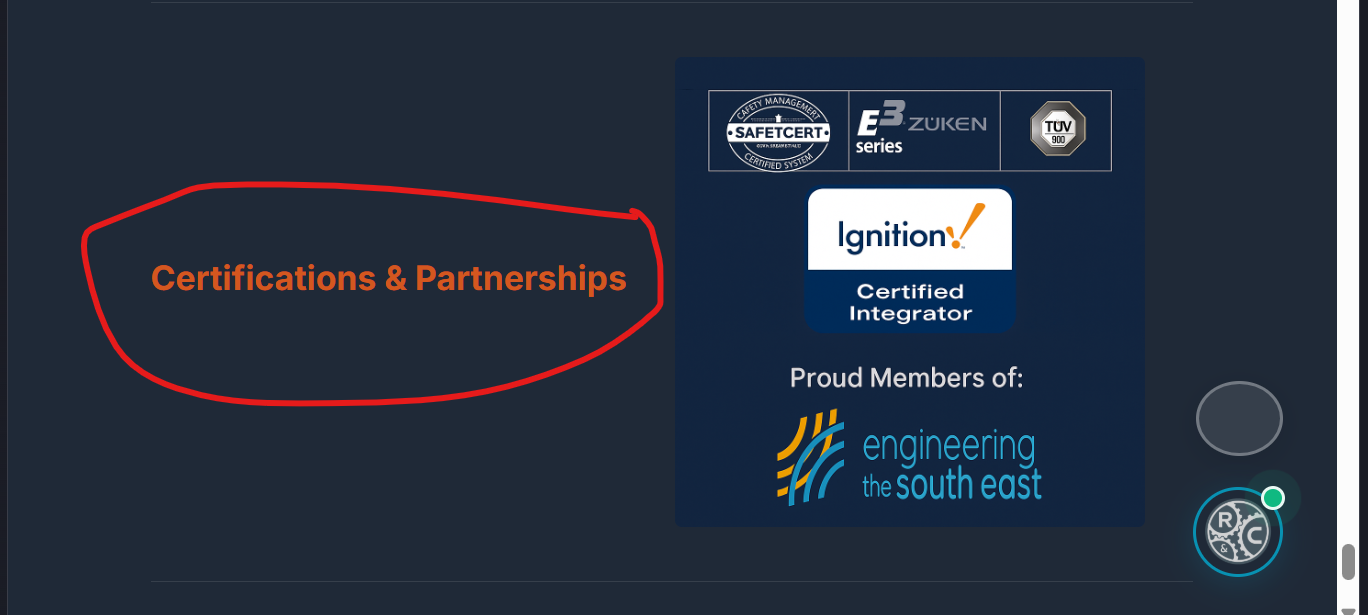 Certifications & Partnerships
SAFETY MANAGEMENT
SAFETCERT
CERTIFIED SYSTEM
E3 series
ZUKEN
TÜV
900
Ignition!
Certified
Integrator
Proud Members of:
engineering
the south east
R
&
C